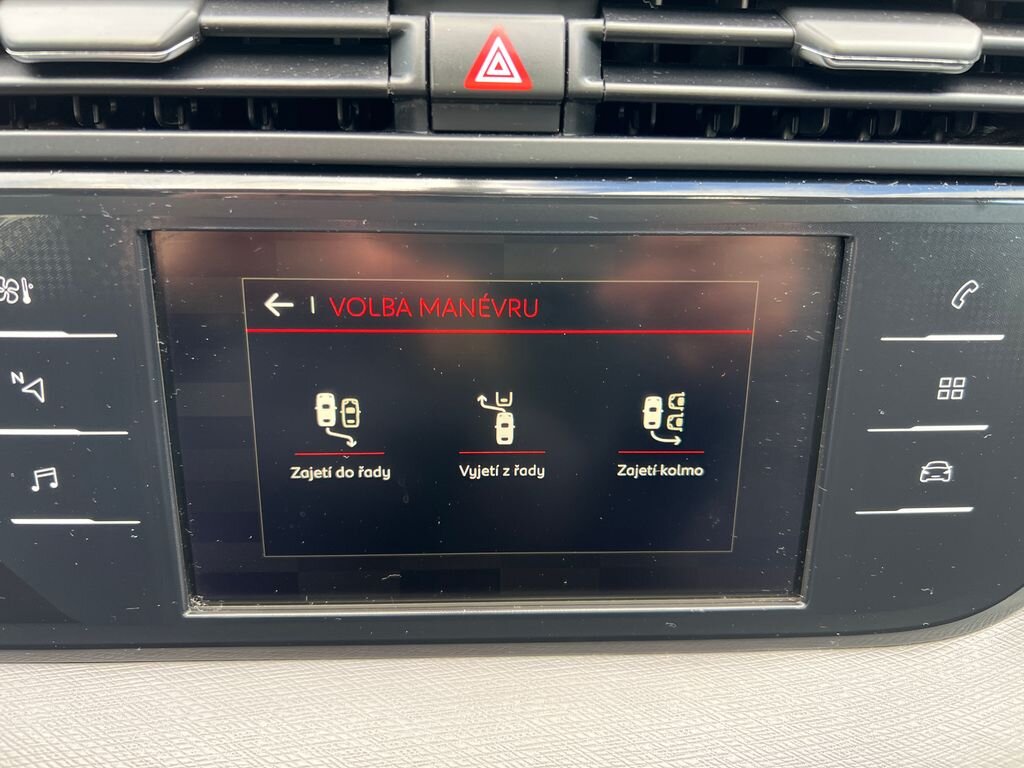 VOLBA MANÉVRU
N
Zajetí do řady
Vyjetí z řady
Zajetí kolmo